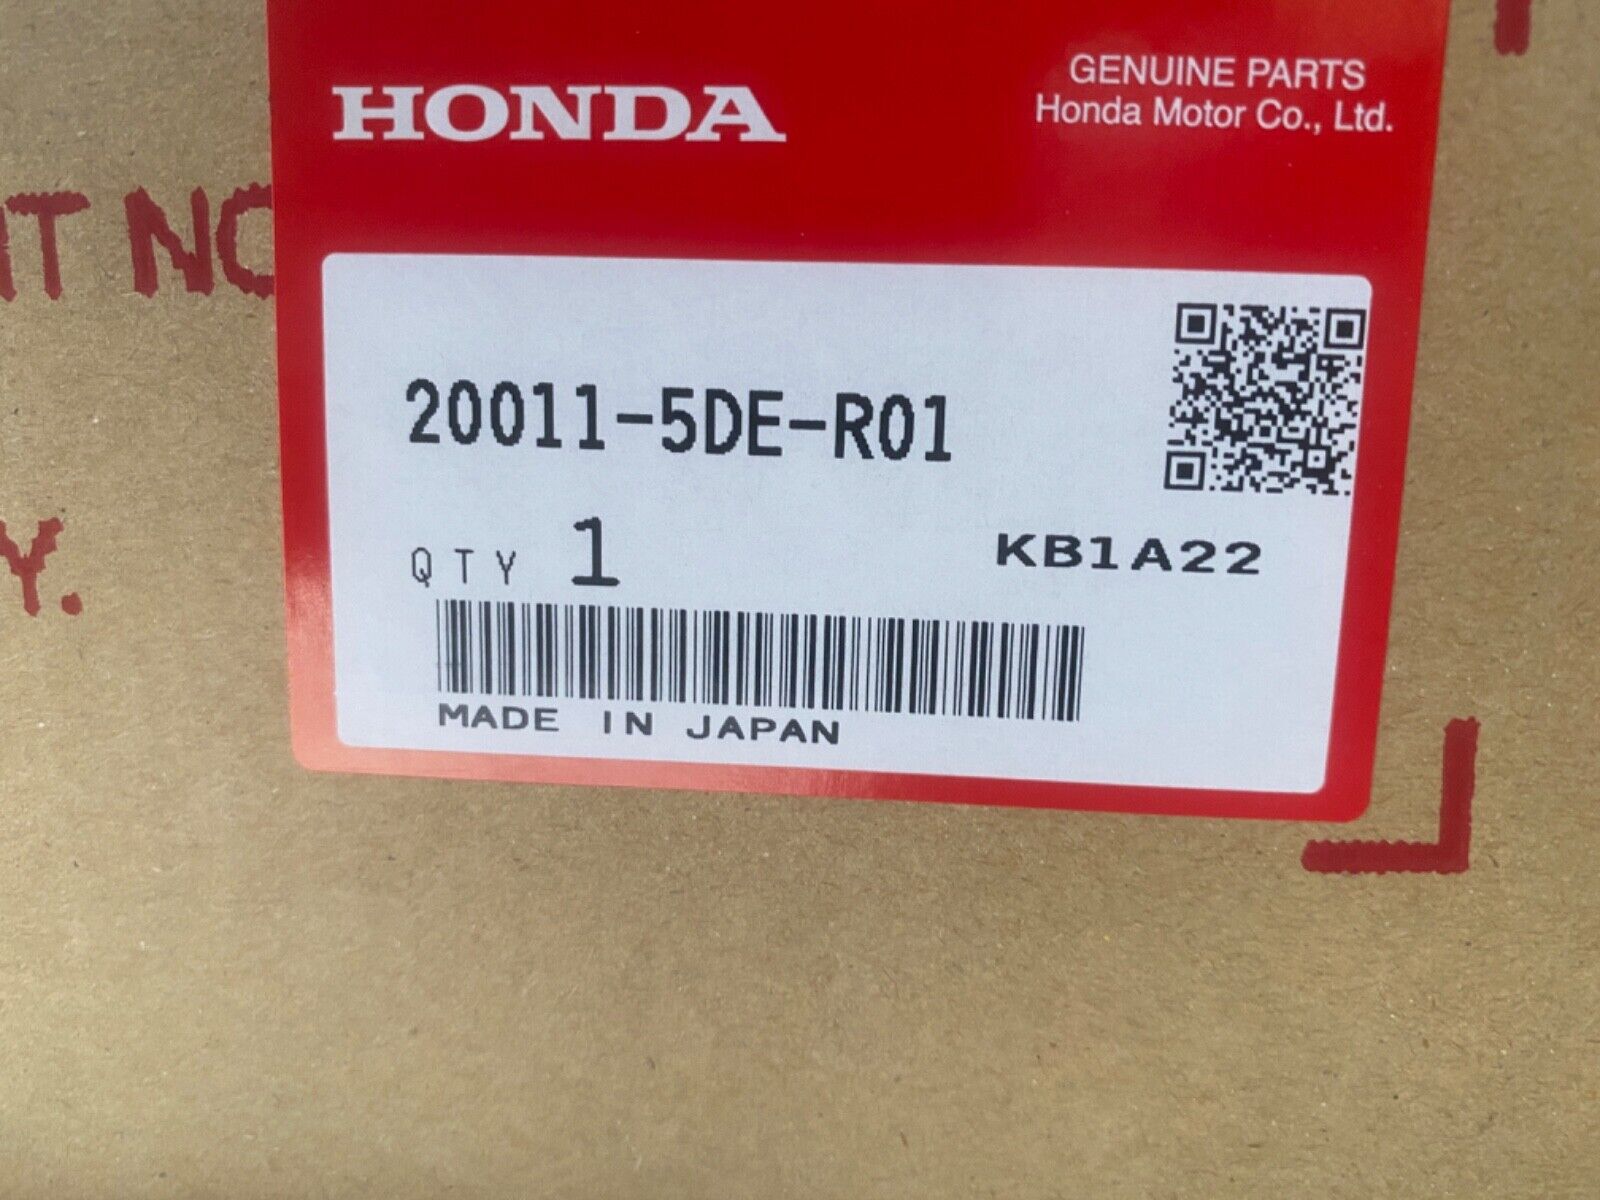 HONDA
GENUINE PARTS
Honda Motor Co., Ltd.
20011-5DE-R01
QTY 1
KB1A22
MADE IN JAPAN